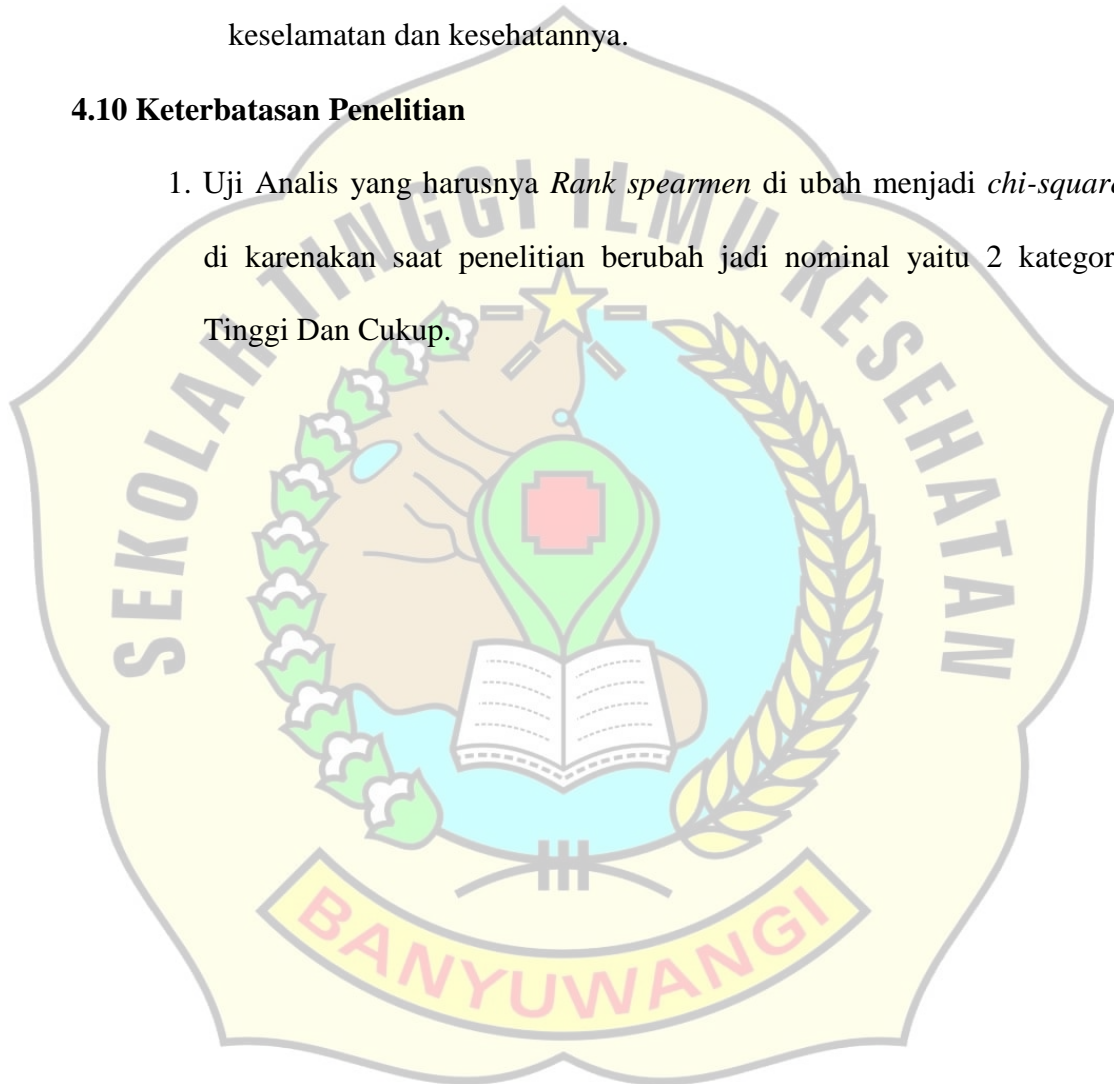 keselamatan dan kesehatannya.
4.10 Keterbatasan Penelitian
1. Uji Analis yang harusnya Rank spearmen di ubah menjadi chi-square
di karenakan saat penelitian berubah jadi nominal yaitu 2 kategor
Tinggi Dan Cukup.
SEKOLAH TINGGI ILMU KESEHATAN
BANYUWANGI